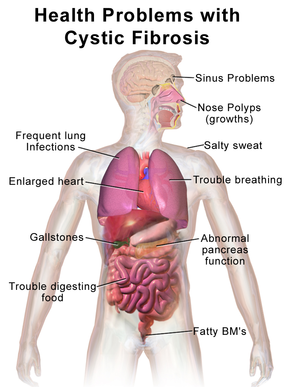 Health Problems with
Cystic Fibrosis
Sinus Problems
Nose Polyps
(growths)
Frequent lung
Infections
Salty sweat
Enlarged heart
Trouble breathing
Gallstones
Abnormal
pancreas
function
Trouble digesting
food
Fatty BM's